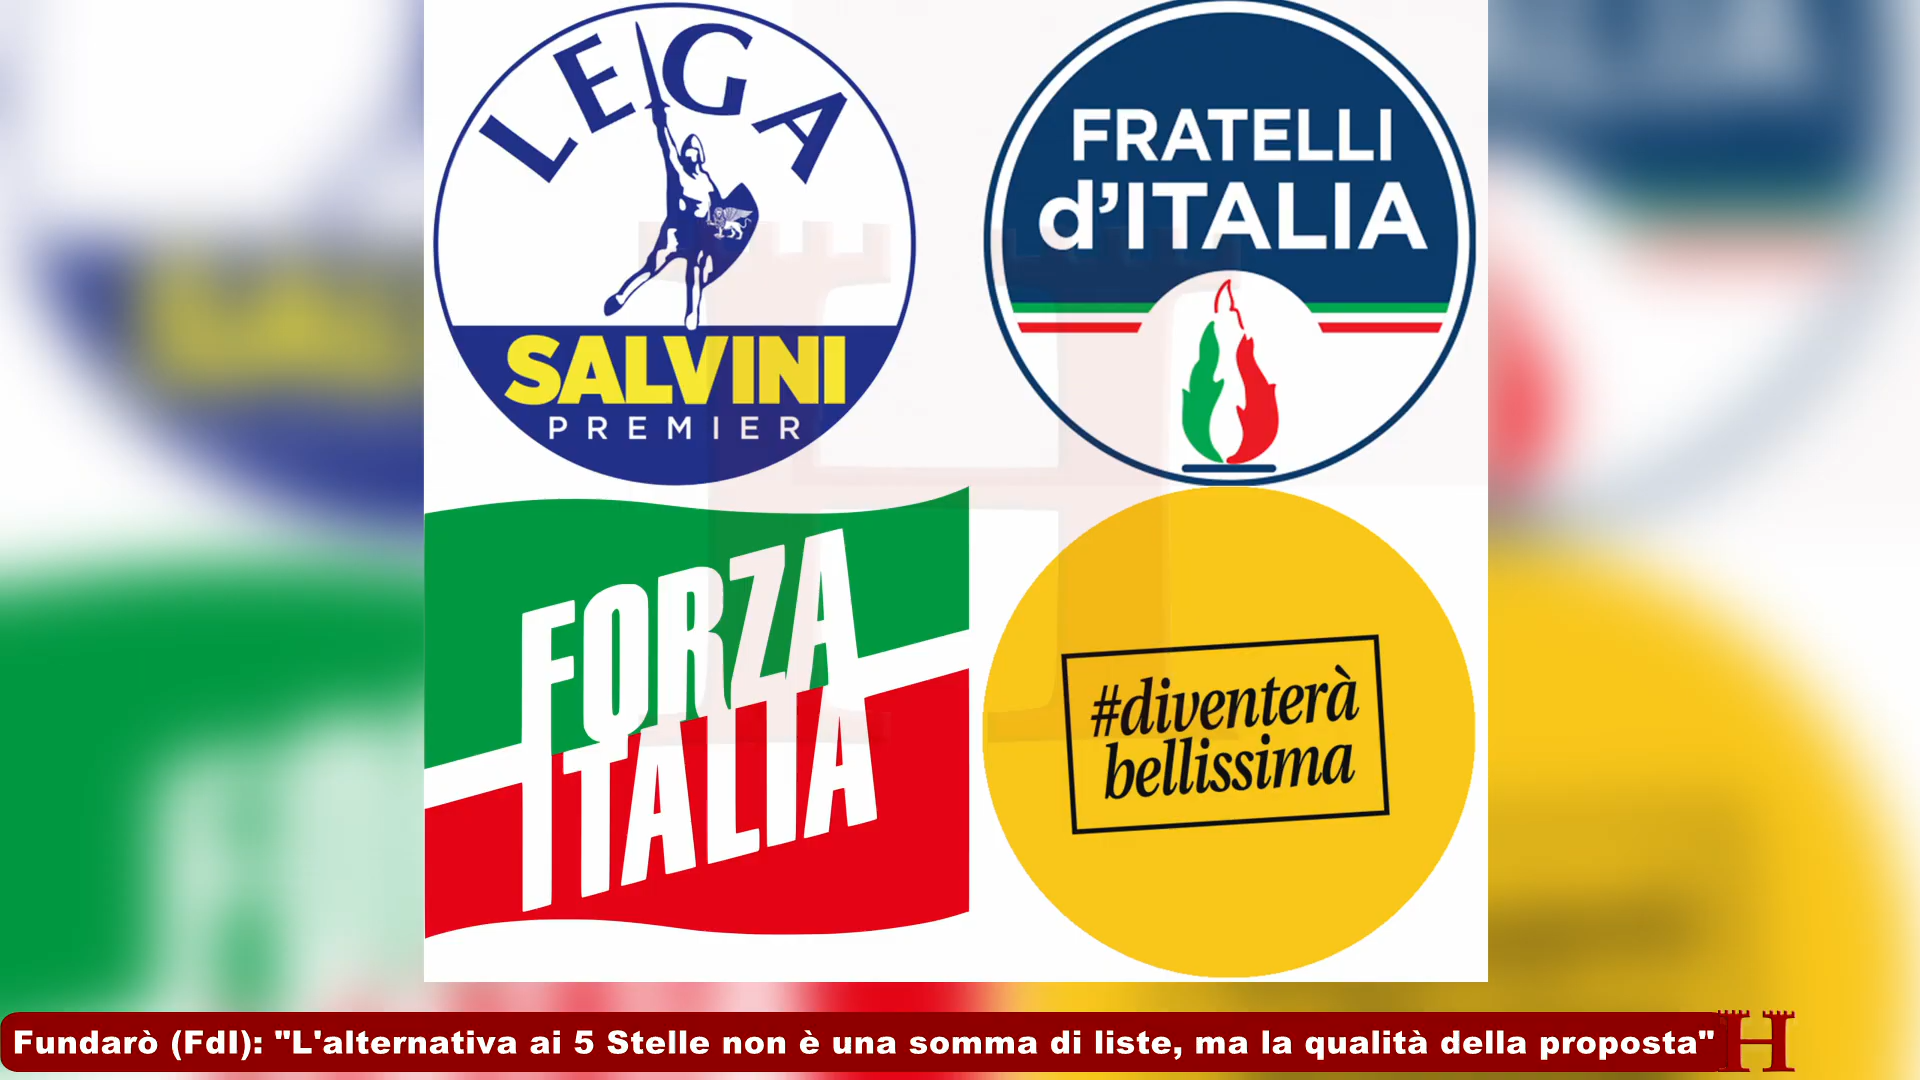 LEGA
SALVINI
PREMIER
FRATELLI
d'ITALIA
FORZA
ITALIA
#diventerà
bellissima
Fundarò (FdI): "L'alternativa ai 5 Stelle non è una somma di liste, ma la qualità della proposta"
H